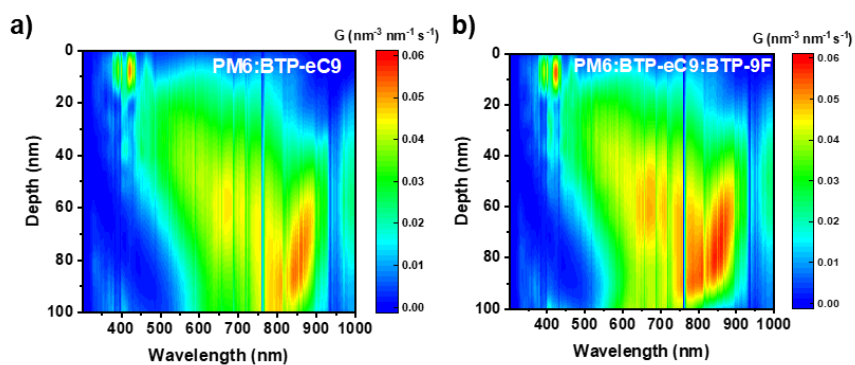 a)
G (nm-3 nm-1 s-1)
PM6:BTP-eC9
0
20
40
60
80
100
Depth (nm)
400 500 600 700 800 900 1000
Wavelength (nm)
0.06
0.05
0.04
0.03
0.02
0.01
0.00
b)
G (nm-3 nm-1 s-1)
PM6:BTP-eC9:BTP-9F
0
20
40
60
80
100
Depth (nm)
400 500 600 700 800 900 1000
Wavelength (nm)
0.06
0.05
0.04
0.03
0.02
0.01
0.00